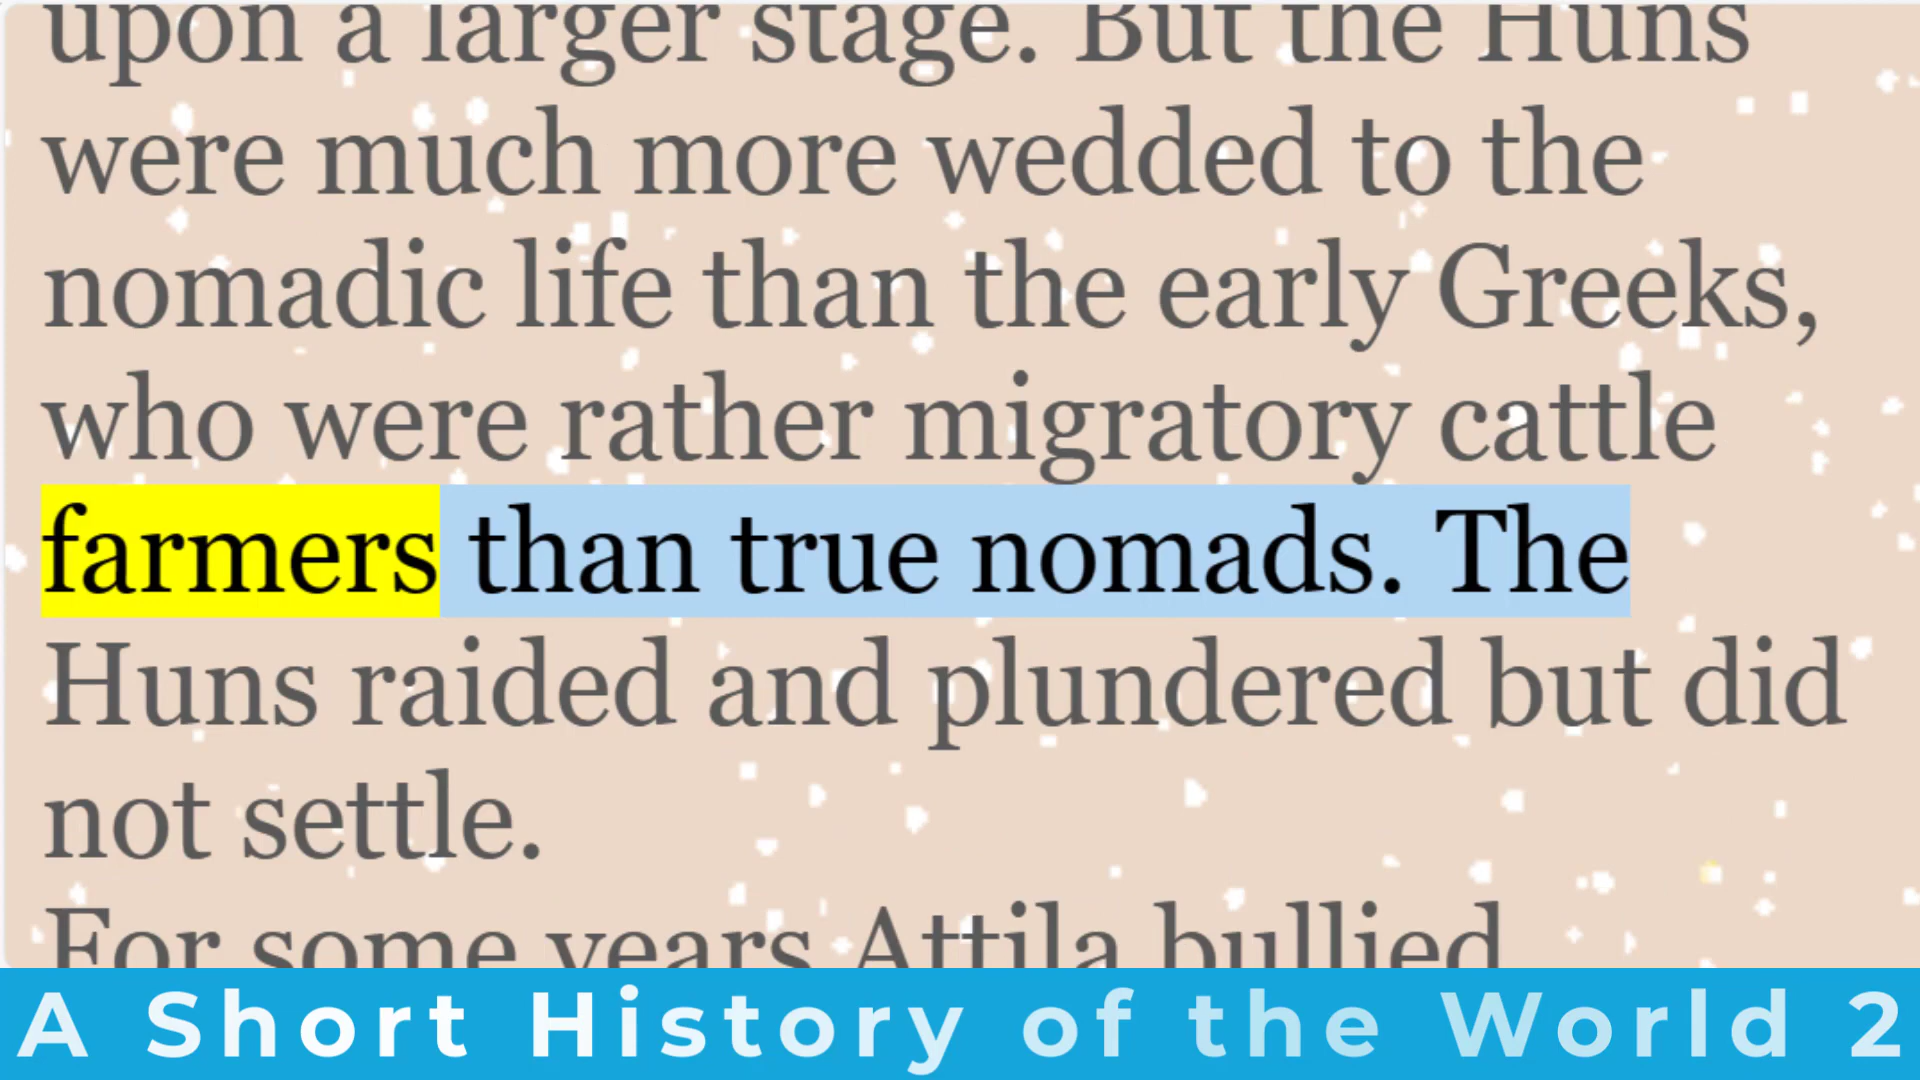 upon a larger stage. But the Huns
were much more wedded to the
nomadic life than the early Greeks,
who were rather migratory cattle
farmers than true nomads. The
Huns raided and plundered but did
not settle.
For some years Attila bullied
A Short History of the World 2